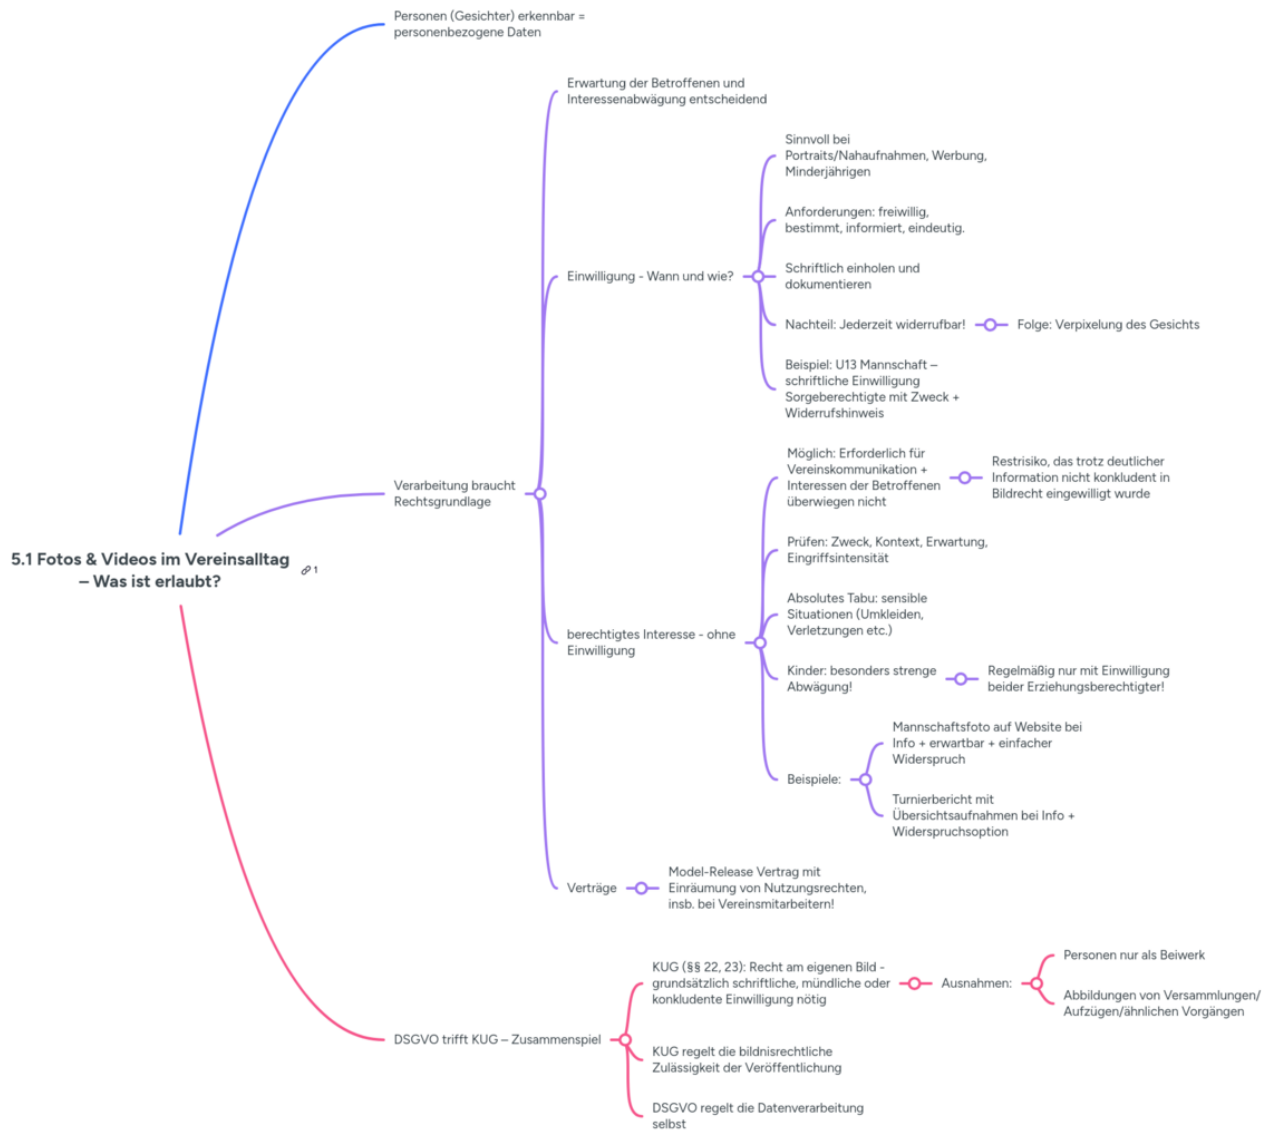 Personen (Gesichter) erkennbar =
personenbezogene Daten
Erwartung der Betroffenen und
Interessenabwägung entscheidend
Sinnvoll bei
Portraits/Nahaufnahmen, Werbung,
Minderjährigen
Anforderungen: freiwillig,
bestimmt, informiert, eindeutig.
Einwilligung - Wann und wie?
Schriftlich einholen und
dokumentieren
Nachteil: Jederzeit widerrufbar!
Folge: Verpixelung des Gesichts
Beispiel: U13 Mannschaft –
schriftliche Einwilligung
Sorgeberechtigte mit Zweck +
Widerrufshinweis
Verarbeitung braucht
Rechtsgrundlage
Möglich: Erforderlich für
Vereinskommunikation +
Interessen der Betroffenen
überwiegen nicht
Restrisiko, das trotz deutlicher
Information nicht konkludent in
Bildrecht eingewilligt wurde
Prüfen: Zweck, Kontext, Erwartung,
Eingriffsintensität
5.1 Fotos & Videos im Vereinsalltag
– Was ist erlaubt?
1
Absolutes Tabu: sensible
Situationen (Umkleiden,
Verletzungen etc.)
berechtigtes Interesse - ohne
Einwilligung
Kinder: besonders strenge
Abwägung!
Regelmäßig nur mit Einwilligung
beider Erziehungsberechtigter!
Beispiele:
Mannschaftsfoto auf Website bei
Info + erwartbar + einfacher
Widerspruch
Turnierbericht mit
Übersichtsaufnahmen bei Info +
Widerspruchsoption
Verträge
Model-Release Vertrag mit
Einräumung von Nutzungsrechten,
insb. bei Vereinsmitarbeitern!
DSGVO trifft KUG – Zusammenspiel
KUG (§§ 22, 23): Recht am eigenen Bild -
grundsätzlich schriftliche, mündliche oder
konkludente Einwilligung nötig
Ausnahmen:
Personen nur als Beiwerk
Abbildungen von Versammlungen/
Aufzügen/ähnlichen Vorgängen
KUG regelt die bildnisrechtliche
Zulässigkeit der Veröffentlichung
DSGVO regelt die Datenverarbeitung
selbst